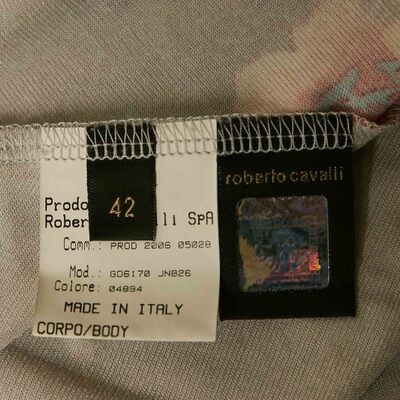 Prodo
42
Rober lli SpA
Comm.: PROD 2006 05028
Mod.: GO6170 JN826
Colore: 04894
MADE IN ITALY
CORPO/BODY
roberto cavalli